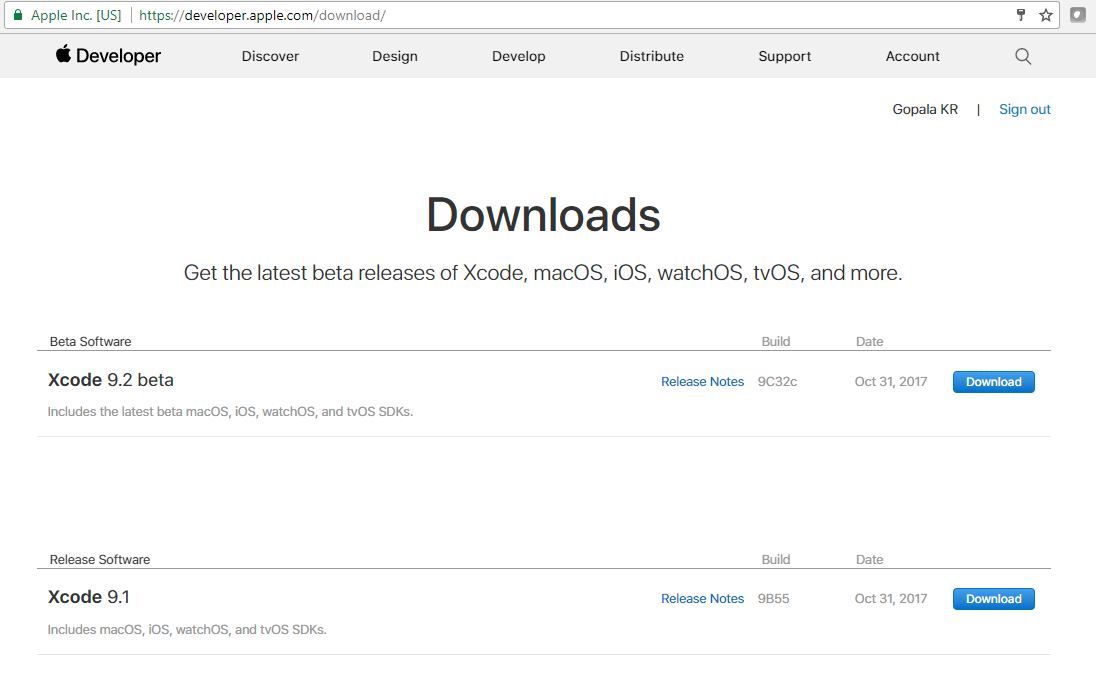 Apple Inc. [US] https://developer.apple.com/download/
Developer Discover Design Develop Distribute Support Account
Gopala KR | Sign out
Downloads
Get the latest beta releases of Xcode, macOS, iOS, watchOS, tvOS, and more.
Beta Software Build Date
Xcode 9.2 beta Release Notes 9C32c Oct 31, 2017 Download
Includes the latest beta macOS, iOS, watchOS, and tvOS SDKs.
Release Software Build Date
Xcode 9.1 Release Notes 9B55 Oct 31, 2017 Download
Includes macOS, iOS, watchOS, and tvOS SDKs.